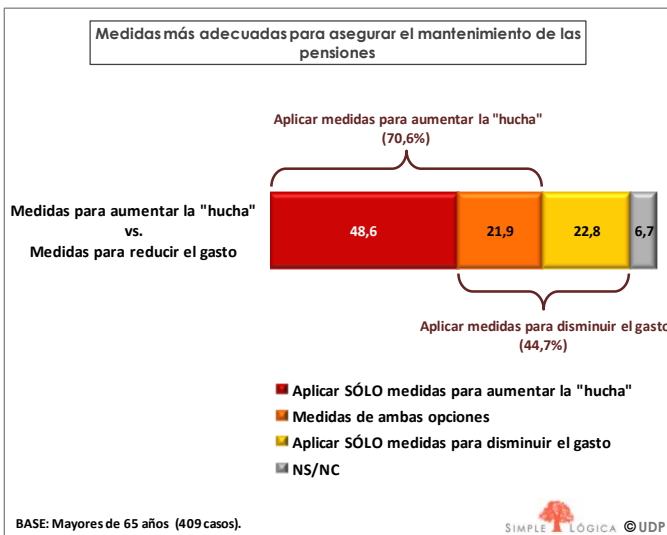 Medidas más adecuadas para asegurar el mantenimiento de las
pensiones
Aplicar medidas para aumentar la "hucha"
(70,6%)
Medidas para aumentar la "hucha"
vs.
Medidas para reducir el gasto
48,6
21,9
22,8
6,7
Aplicar medidas para disminuir el gasto
(44,7%)
Aplicar SÓLO medidas para aumentar la "hucha"
Medidas de ambas opciones
Aplicar SÓLO medidas para disminuir el gasto
NS/NC
BASE: Mayores de 65 años (409 casos).
SIMPLE LÓGICA ©UDP